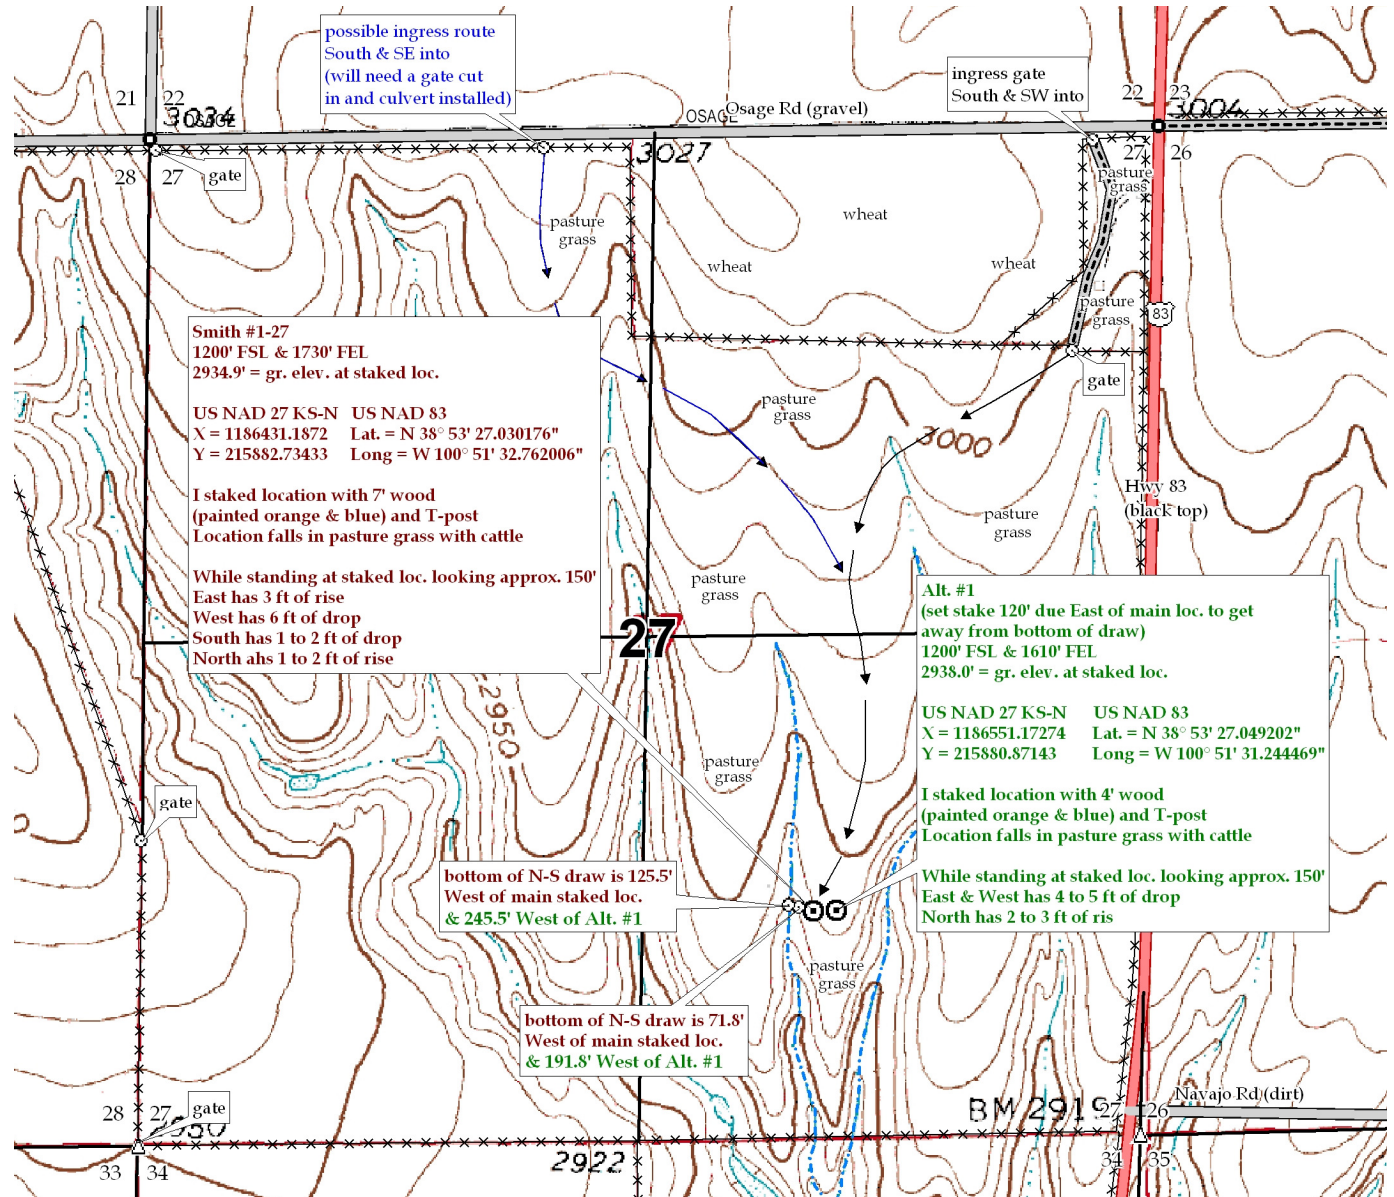 possible ingress route
South & SE into
(will need a gate cut
in and culvert installed)
ingress gate
South & SW into
21 22
3034
OSAGE
OSAGE
Osage Rd (gravel)
22 23
3004
28 27
gate
3027
27 26
pasture
grass
pasture
grass
wheat
wheat
wheat
pasture
grass
83
gate
Smith #1-27
1200' FSL & 1730' FEL
2934.9' = gr. elev. at staked loc.
US NAD 27 KS-N US NAD 83
X = 1186431.1872 Lat. = N 38° 53' 27.030176"
Y = 215882.73433 Long = W 100° 51' 32.762006"
I staked location with 7' wood
(painted orange & blue) and T-post
Location falls in pasture grass with cattle
While standing at staked loc. looking approx. 150'
East has 3 ft of rise
West has 6 ft of drop
South has 1 to 2 ft of drop
North ahs 1 to 2 ft of rise
pasture
grass
3000
Hwy 83
(black top)
pasture
grass
pasture
grass
27
Alt. #1
(set stake 120' due East of main loc. to get
away from bottom of draw)
1200' FSL & 1610' FEL
2938.0' = gr. elev. at staked loc.
US NAD 27 KS-N US NAD 83
X = 1186551.17274 Lat. = N 38° 53' 27.049202"
Y = 215880.87143 Long = W 100° 51' 31.244469"
I staked location with 4' wood
(painted orange & blue) and T-post
Location falls in pasture grass with cattle
While standing at staked loc. looking approx. 150'
East & West has 4 to 5 ft of drop
North has 2 to 3 ft of ris
2950
pasture
grass
gate
bottom of N-S draw is 125.5'
West of main staked loc.
& 245.5' West of Alt. #1
pasture
grass
bottom of N-S draw is 71.8'
West of main staked loc.
& 191.8' West of Alt. #1
28 27
gate
33 34
2922
BM 2919
27 26
Navajo Rd (dirt)
34 35